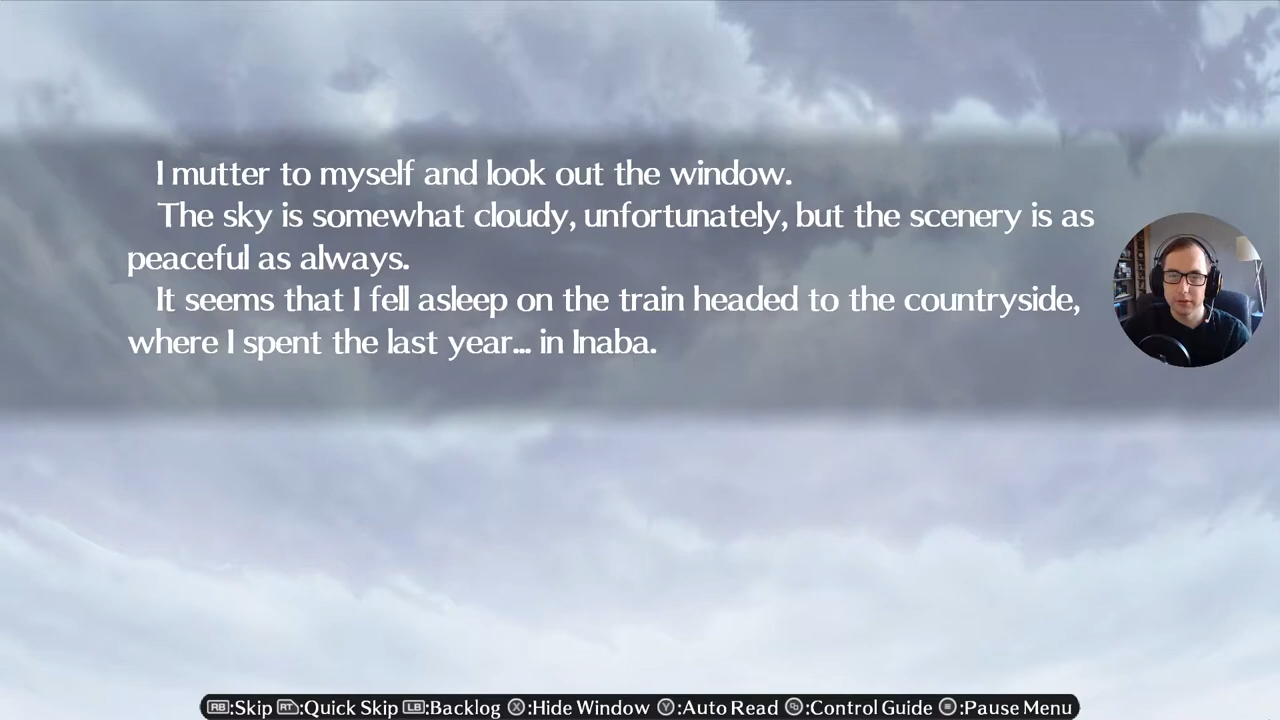 I mutter to myself and look out the window.
The sky is somewhat cloudy, unfortunately, but the scenery is as
peaceful as always.
It seems that I fell asleep on the train headed to the countryside,
where I spent the last year... in Inaba.
RB:Skip RT:Quick Skip LB:Backlog X:Hide Window Y:Auto Read :Control Guide :Pause Menu